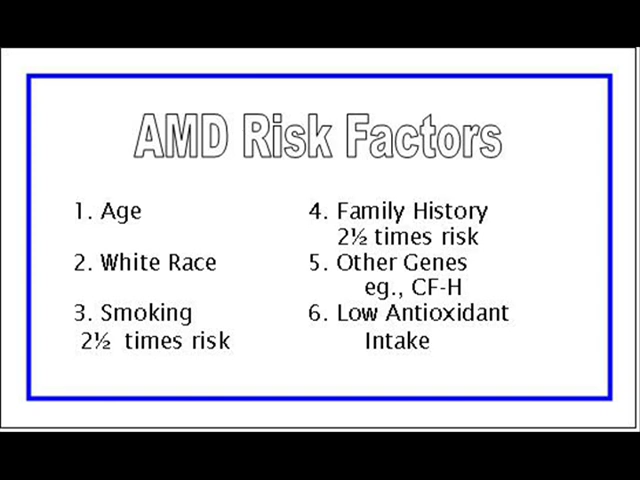 AMD Risk Factors
1. Age
2. White Race
3. Smoking
2½ times risk
4. Family History
2½ times risk
5. Other Genes
eg., CF-H
6. Low Antioxidant
Intake